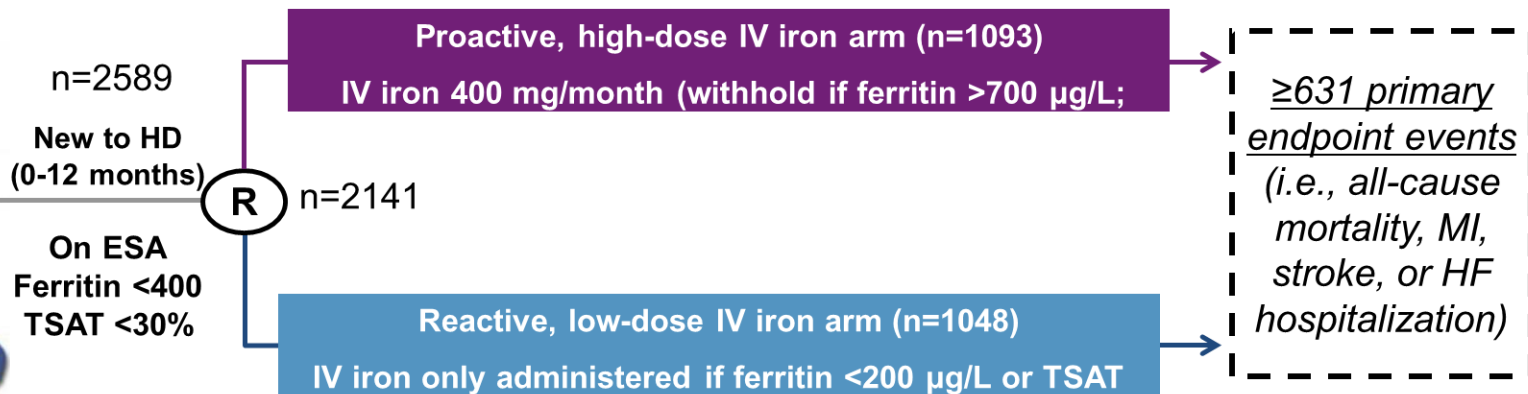 n=2589
New to HD
(0-12 months)
On ESA
Ferritin <400
TSAT <30%
R
n=2141
Proactive, high-dose IV iron arm (n=1093)
IV iron 400 mg/month (withhold if ferritin >700 µg/L;
Reactive, low-dose IV iron arm (n=1048)
IV iron only administered if ferritin <200 µg/L or TSAT
≥631 primary
endpoint events
(i.e., all-cause
mortality, MI,
stroke, or HF
hospitalization)